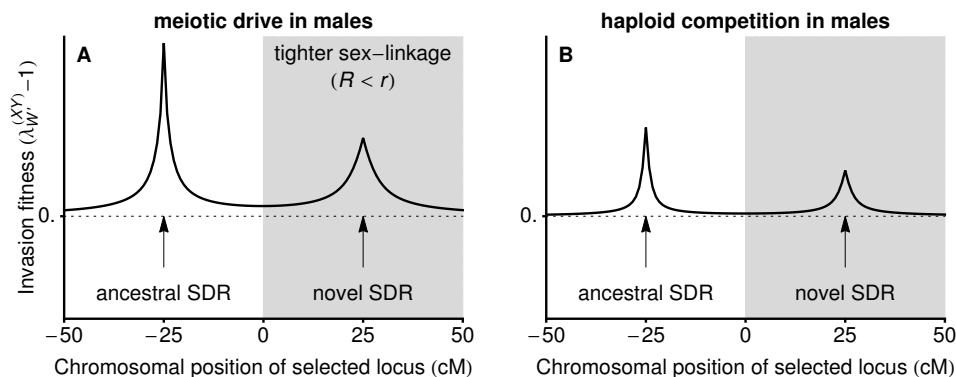 meiotic drive in males
A
tighter sex−linkage
(R < r)
Invasion fitness (λ_W'^(XY) −1)
0.
ancestral SDR
novel SDR
−50 −25 0 25 50
Chromosomal position of selected locus (cM)
haploid competition in males
B
0.
ancestral SDR
novel SDR
−50 −25 0 25 50
Chromosomal position of selected locus (cM)